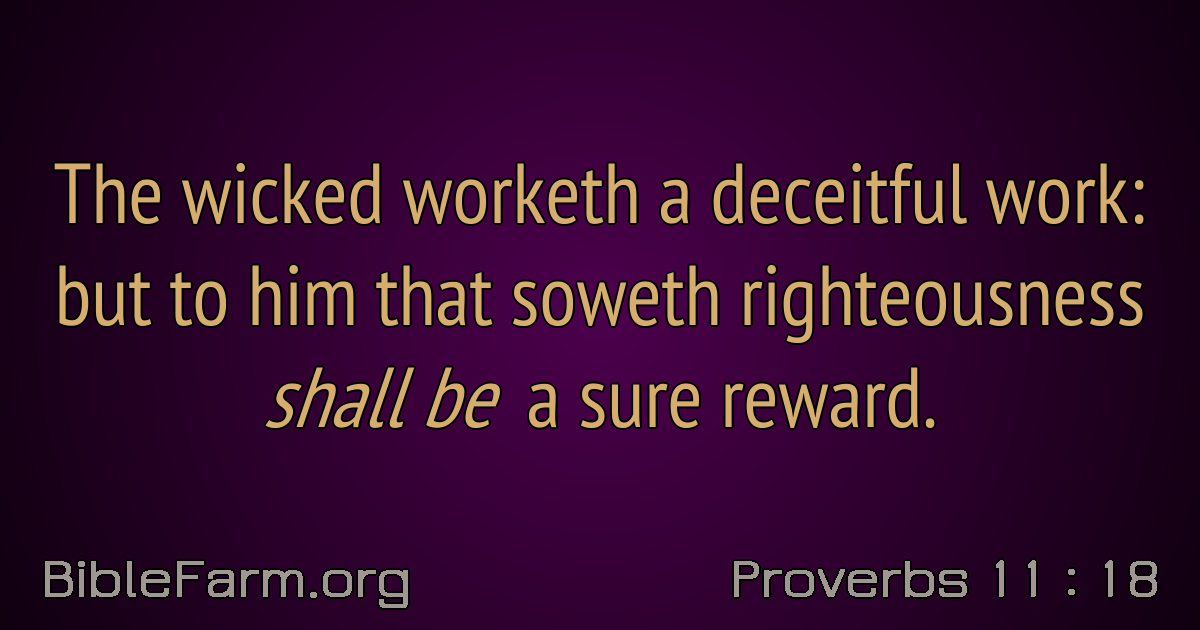 The wicked worketh a deceitful work:
but to him that soweth righteousness
shall be a sure reward.
BibleFarm.org
Proverbs 11 : 18